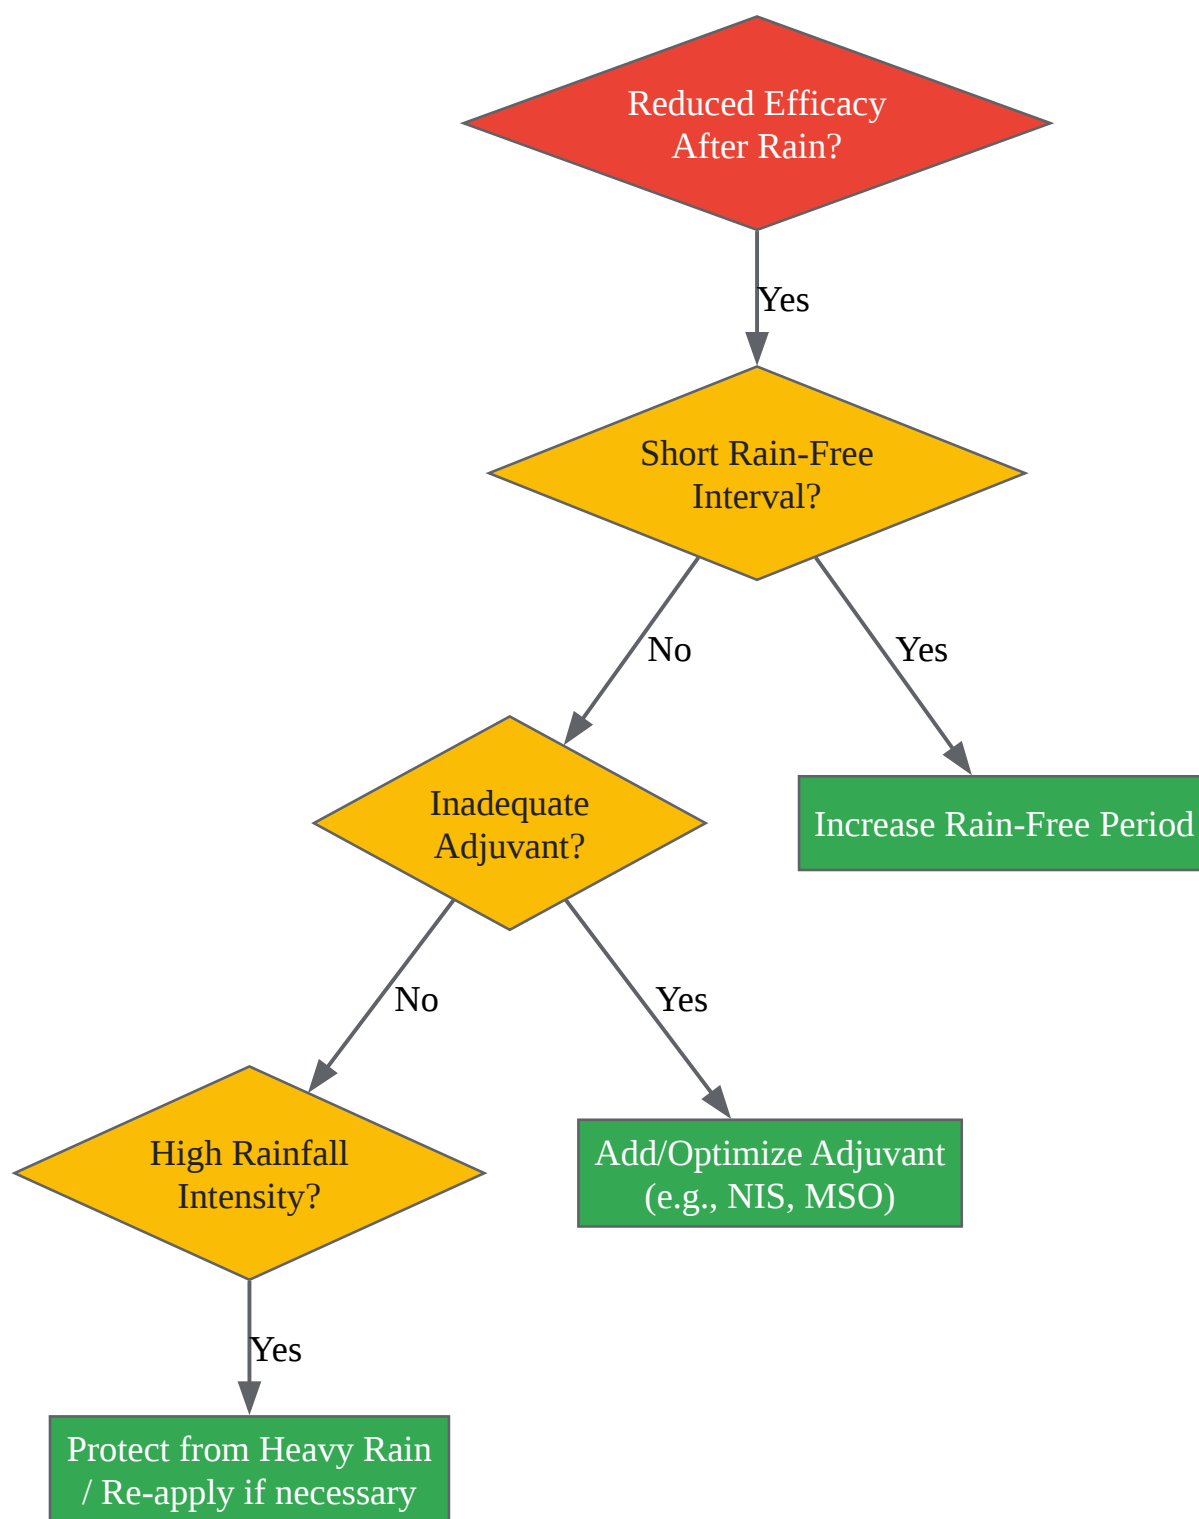 Reduced Efficacy
After Rain?
Yes
Short Rain-Free
Interval?
No
Yes
Inadequate
Adjuvant?
Increase Rain-Free Period
No
Yes
High Rainfall
Intensity?
Add/Optimize Adjuvant
(e.g., NIS, MSO)
Yes
Protect from Heavy Rain
/ Re-apply if necessary